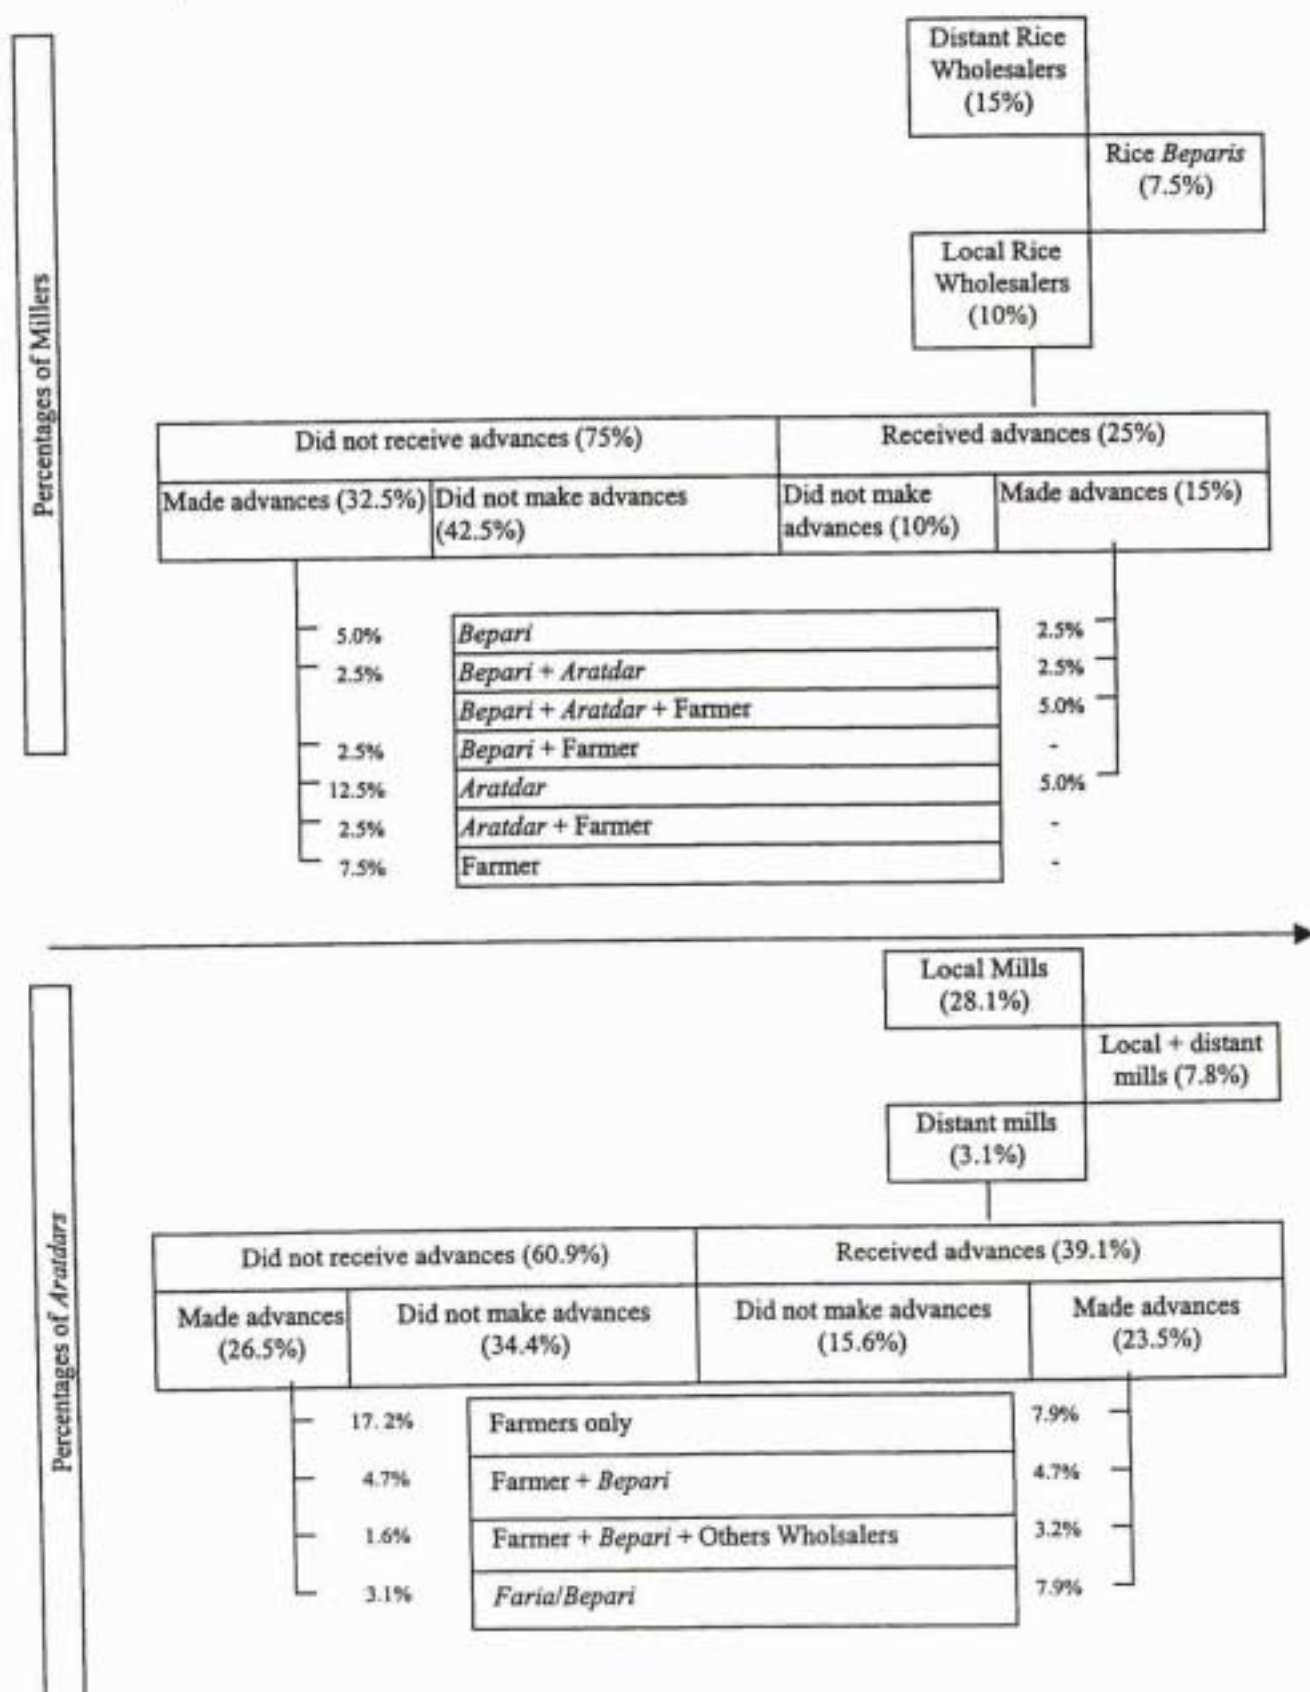 Percentages of Millers
Distant Rice
Wholesalers
(15%)
Rice Beparis
(7.5%)
Local Rice
Wholesalers
(10%)
Did not receive advances (75%)
Received advances (25%)
Made advances (32.5%)
Did not make advances
(42.5%)
Did not make
advances (10%)
Made advances (15%)
5.0% Bepari 2.5%
2.5% Bepari + Aratdar 2.5%
Bepari + Aratdar + Farmer 5.0%
2.5% Bepari + Farmer -
12.5% Aratdar 5.0%
2.5% Aratdar + Farmer -
7.5% Farmer -
Percentages of Aratdars
Local Mills
(28.1%)
Local + distant
mills (7.8%)
Distant mills
(3.1%)
Did not receive advances (60.9%)
Received advances (39.1%)
Made advances
(26.5%)
Did not make advances
(34.4%)
Did not make advances
(15.6%)
Made advances
(23.5%)
17.2% Farmers only 7.9%
4.7% Farmer + Bepari 4.7%
1.6% Farmer + Bepari + Others Wholsalers 3.2%
3.1% Faria/Bepari 7.9%